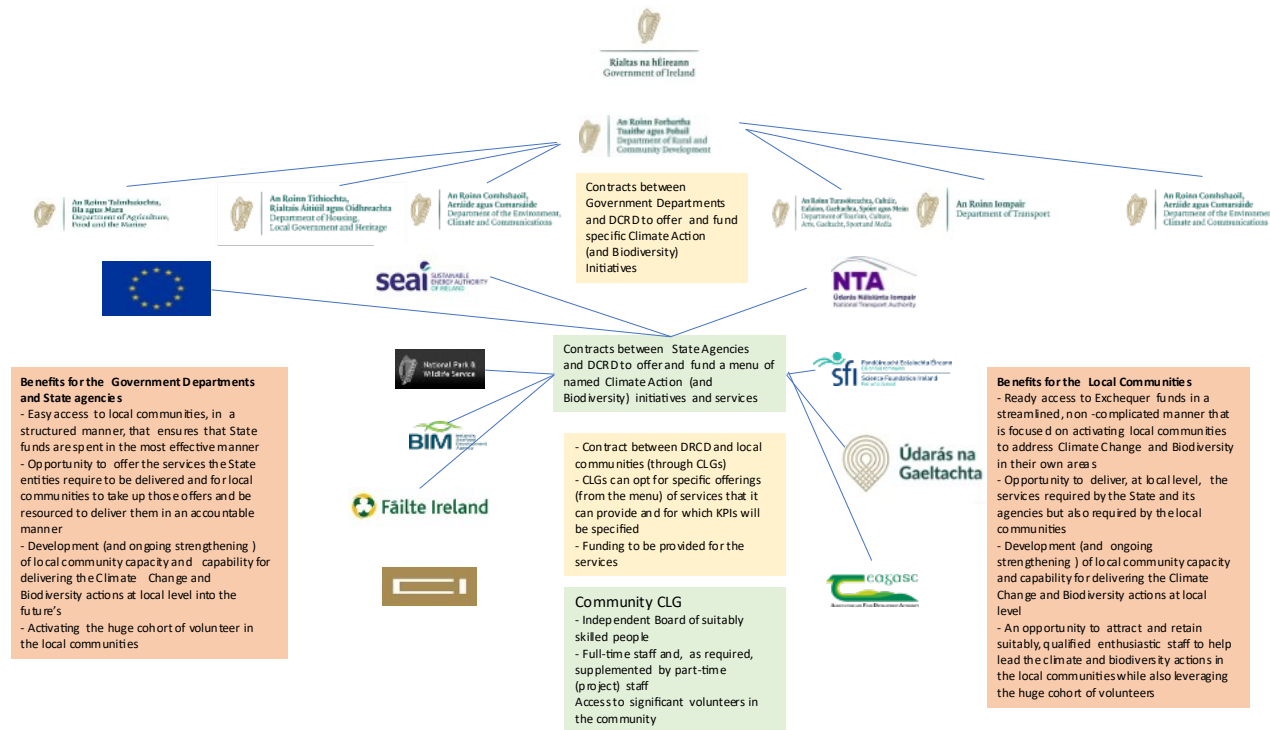 Rialtas na hÉireann
Government of Ireland
An Roinn Forbartha
Tuaithe agus Pobail
Department of Rural and
Community Development
An Roinn Talmhaíochta,
Bia agus Mara
Department of Agriculture,
Food and the Marine
An Roinn Tithíochta,
Rialtais Áitiúil agus Oidhreachta
Department of Housing,
Local Government and Heritage
An Roinn Comhshaoil,
Aeráide agus Cumarsáide
Department of the Environment,
Climate and Communications
Contracts between
Government Departments
and DCRD to offer and fund
specific Climate Action
(and Biodiversity)
Initiatives
An Roinn Turasóireachta, Cultúir,
Ealaíon, Gaeltachta, Spóirt agus Meán
Department of Tourism, Culture,
Arts, Gaeltacht, Sport and Media
An Roinn Iompair
Department of Transport
An Roinn Comhshaoil,
Aeráide agus Cumarsáide
Department of the Environment
Climate and Communications
seai SUSTAINABLE
ENERGY AUTHORITY
OF IRELAND
NTA
Údarás Náisiúnta Iompair
National Transport Authority
National Park &
Wildlife Service
Contracts between State Agencies
and DCRD to offer and fund a menu of
named Climate Action (and
Biodiversity) initiatives and services
sfi
Fondúireacht Eolaíochta Éireann
Science Foundation Ireland
BIM
Fáilte Ireland
- Contract between DRCD and local
communities (through CLGs)
- CLGs can opt for specific offerings
(from the menu) of services that it
can provide and for which KPIs will
be specified
- Funding to be provided for the
services
Údarás na
Gaeltachta
Teagasc
AGRICULTURE AND FOOD DEVELOPMENT AUTHORITY
Community CLG
- Independent Board of suitably
skilled people
- Full-time staff and, as required,
supplemented by part-time
(project) staff
Access to significant volunteers in
the community
Benefits for the Government Departments
and State agencies
- Easy access to local communities, in a
structured manner, that ensures that State
funds are spent in the most effective manner
- Opportunity to offer the services the State
entities require to be delivered and for local
communities to take up those offers and be
resourced to deliver them in an accountable
manner
- Development (and ongoing strengthening )
of local community capacity and capability for
delivering the Climate Change and
Biodiversity actions at local level into the
future's
- Activating the huge cohort of volunteer in
the local communities
Benefits for the Local Communities
- Ready access to Exchequer funds in a
streamlined, non -complicated manner that
is focused on activating local communities
to address Climate Change and Biodiversity
in their own areas
- Opportunity to deliver, at local level, the
services required by the State and its
agencies but also required by the local
communities
- Development (and ongoing
strengthening ) of local community capacity
and capability for delivering the Climate
Change and Biodiversity actions at local
level
- An opportunity to attract and retain
suitably, qualified enthusiastic staff to help
lead the climate and biodiversity actions in
the local communities while also leveraging
the huge cohort of volunteers